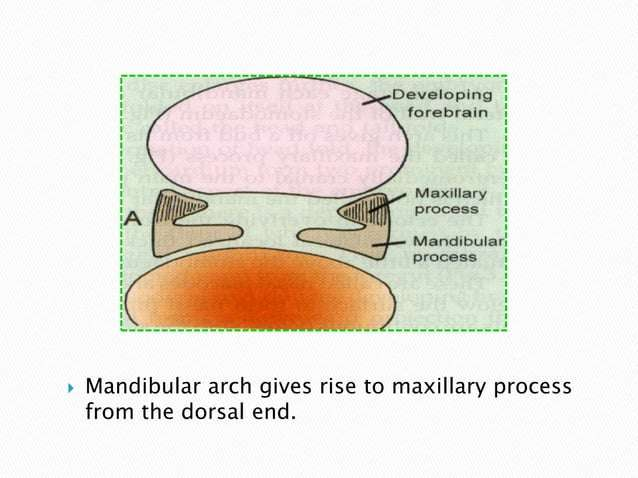 Developing
forebrain
Maxillary
process
A
Mandibular
process
Mandibular arch gives rise to maxillary process
from the dorsal end.